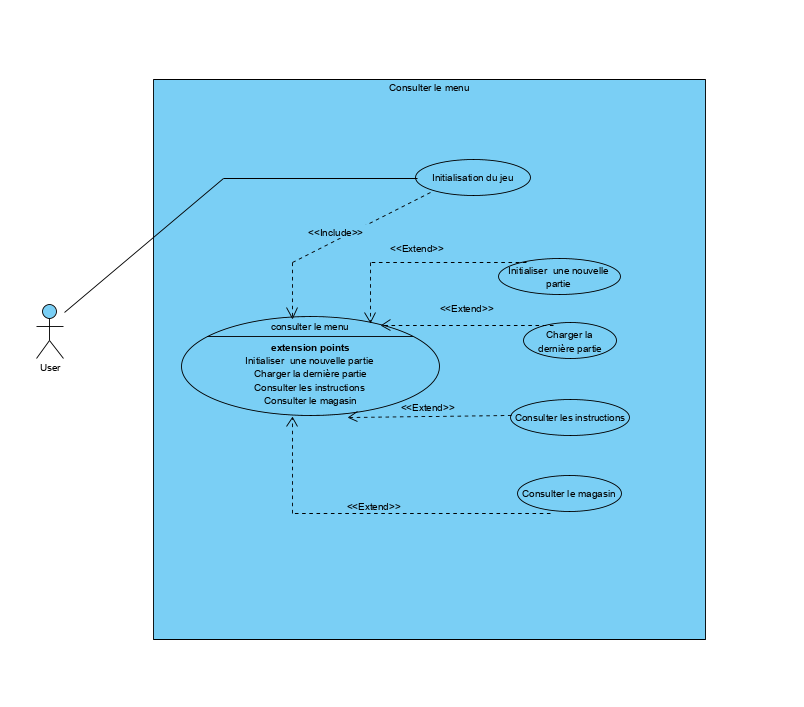 Consulter le menu
Initialisation du jeu
<<Include>>
<<Extend>>
Initialiser  une nouvelle
partie
<<Extend>>
consulter le menu
Charger la
dernière partie
extension points
Initialiser  une nouvelle partie
Charger la dernière partie
Consulter les instructions
Consulter le magasin
User
<<Extend>>
Consulter les instructions
Consulter le magasin
<<Extend>>